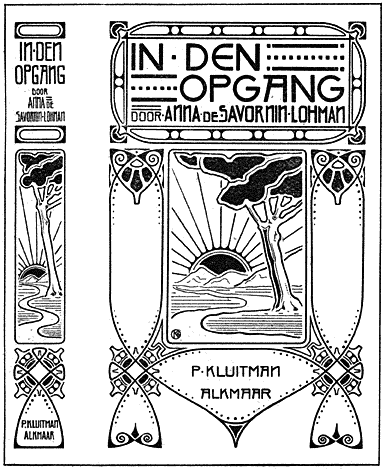 IN·DEN
OPGANG
DOOR
ANNA DE
SAVORNIN·LOHMAN
P.KLUITMAN
ALKMAAR
IN·DEN
OPGANG
DOOR·ANNA·DE·SAVORNIN·LOHMAN
P·KLUITMAN
ALKMAAR